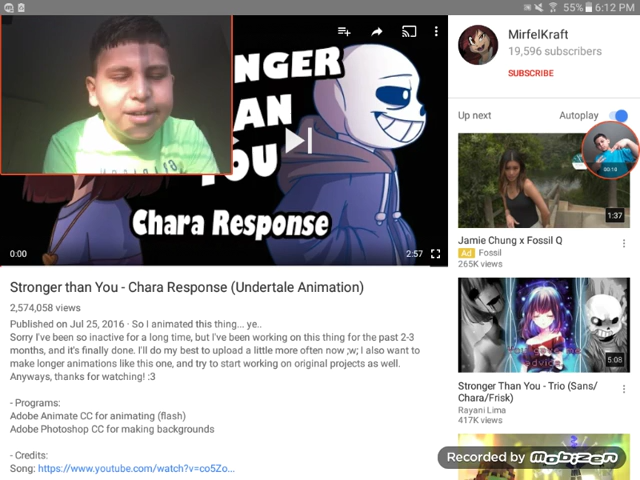 55% 6:12 PM
NGER
AN
YOU
Chara Response
0:00
2:57
MirfelKraft
19,596 subscribers
SUBSCRIBE
Up next
Autoplay
00:10
1:37
Jamie Chung x Fossil Q
Ad Fossil
265K views
Stronger than You - Chara Response (Undertale Animation)
2,574,058 views
Published on Jul 25, 2016 · So I animated this thing... ye..
Sorry I've been so inactive for a long time, but I've been working on this thing for the past 2-3
months, and it's finally done. I'll do my best to upload a little more often now ;w; I also want to
make longer animations like this one, and try to start working on original projects as well.
Anyways, thanks for watching! :3
- Programs:
Adobe Animate CC for animating (flash)
Adobe Photoshop CC for making backgrounds
- Credits:
Song: https://www.youtube.com/watch?v=co5Zo...
5:08
Stronger Than You - Trio (Sans/
Chara/Frisk)
Rayani Lima
417K views
Recorded by Mobizen